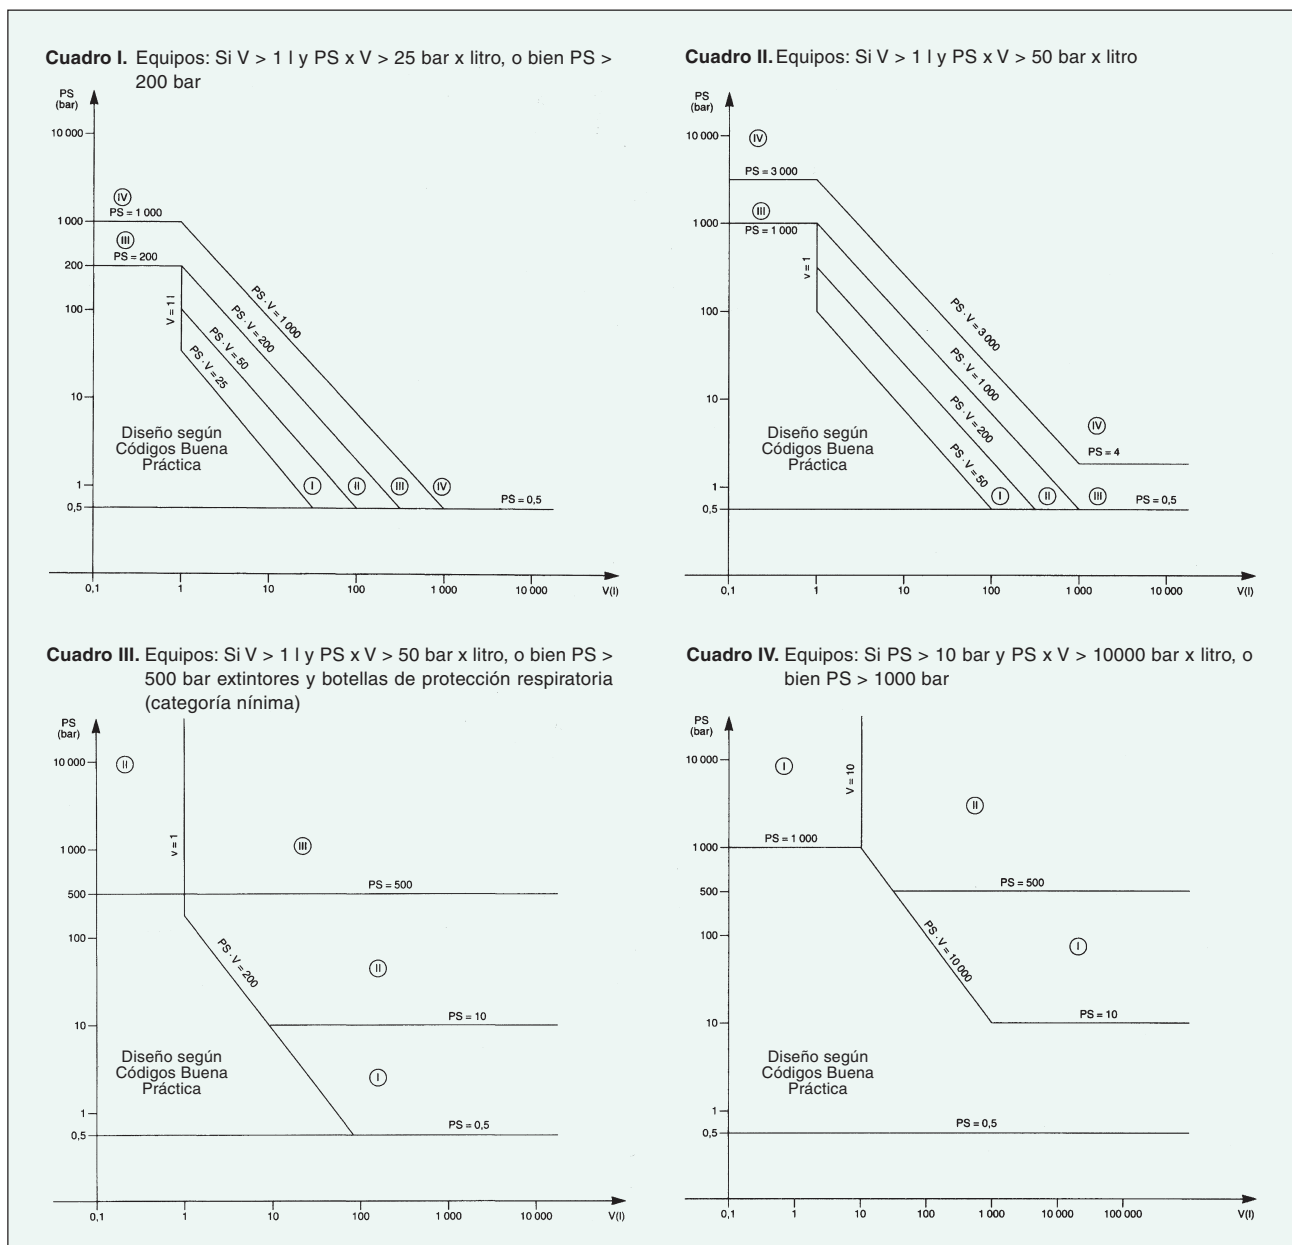 Cuadro I. Equipos: Si V > 1 l y PS x V > 25 bar x litro, o bien PS >
200 bar
PS
(bar)
10 000
IV
PS = 1 000
1 000
III
PS = 200
200
V = 1 l
100
PS · V = 1 000
PS · V = 200
PS · V = 50
PS · V = 25
10
Diseño según
Códigos Buena
Práctica
1
I
II
III
IV
PS = 0,5
0,5
0,1
1
10
100
1 000
10 000
V(l)
Cuadro II. Equipos: Si V > 1 l y PS x V > 50 bar x litro
PS
(bar)
10 000
IV
PS = 3 000
III
1 000
PS = 1 000
v = 1
100
PS · V = 3 000
PS · V = 1 000
PS · V = 200
PS · V = 50
10
Diseño según
Códigos Buena
Práctica
IV
PS = 4
1
I
II
III
PS = 0,5
0,5
0,1
1
10
100
1 000
10 000
V(l)
Cuadro III. Equipos: Si V > 1 l y PS x V > 50 bar x litro, o bien PS >
500 bar extintores y botellas de protección respiratoria
(categoría nínima)
PS
(bar)
10 000
II
v = 1
III
1 000
PS = 500
500
100
PS · V = 200
II
10
PS = 10
Diseño según
Códigos Buena
Práctica
I
1
PS = 0,5
0,5
0,1
1
10
100
1 000
10 000
V(l)
Cuadro IV. Equipos: Si PS > 10 bar y PS x V > 10000 bar x litro, o
bien PS > 1000 bar
PS
(bar)
10 000
I
V = 10
II
PS = 1 000
1 000
PS = 500
500
100
PS · V = 10 000
I
10
PS = 10
Diseño según
Códigos Buena
Práctica
1
PS = 0,5
0,5
0,1
1
10
100
1 000
10 000
100 000
V(l)